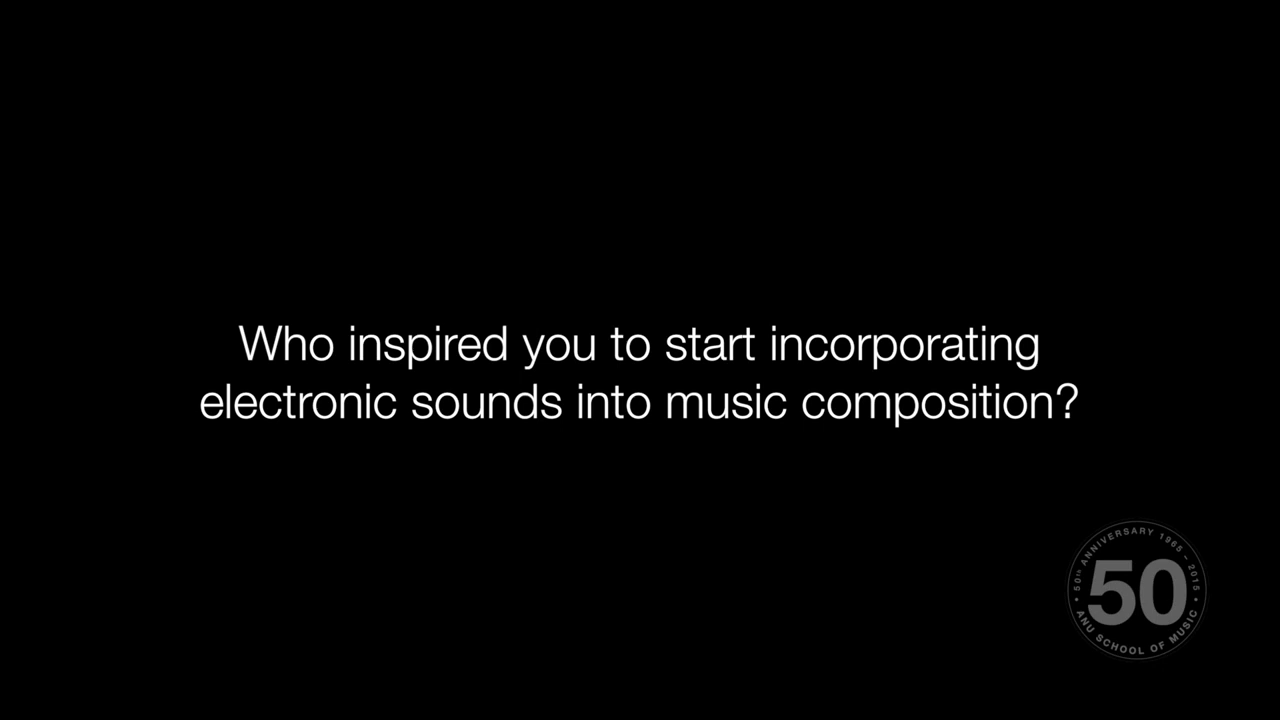 Who inspired you to start incorporating
electronic sounds into music composition?
50th ANNIVERSARY 1965 – 2015
50
ANU SCHOOL OF MUSIC